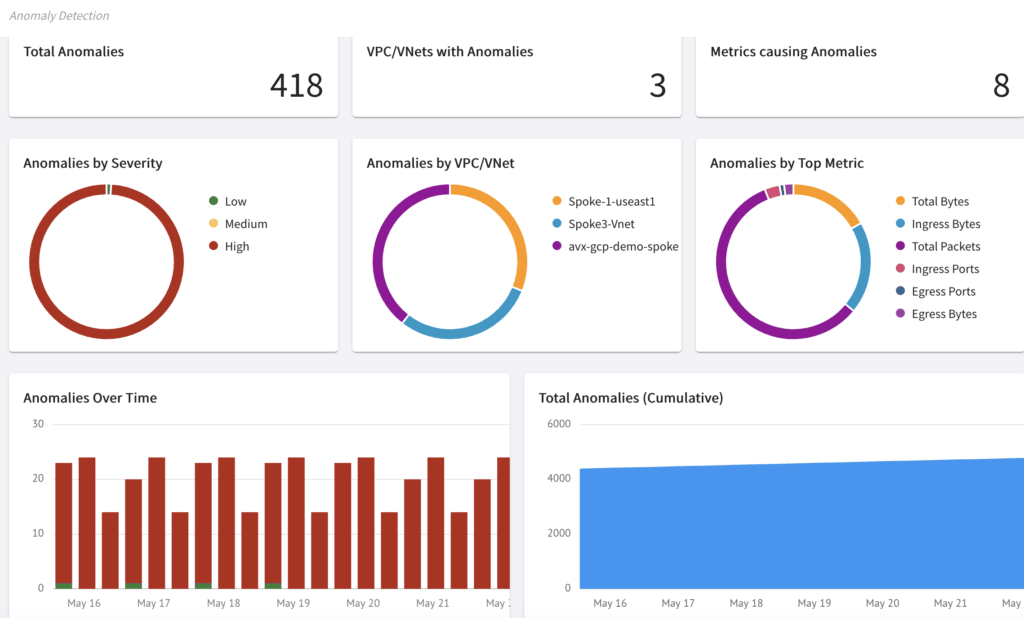 Anomaly Detection
Total Anomalies
418
VPC/VNets with Anomalies
3
Metrics causing Anomalies
8
Anomalies by Severity
Low
Medium
High
Anomalies by VPC/VNet
Spoke-1-useast1
Spoke3-Vnet
avx-gcp-demo-spoke
Anomalies by Top Metric
Total Bytes
Ingress Bytes
Total Packets
Ingress Ports
Egress Ports
Egress Bytes
Anomalies Over Time
30
20
10
0
May 16 May 17 May 18 May 19 May 20 May 21 May
Total Anomalies (Cumulative)
6000
4000
2000
0
May 16 May 17 May 18 May 19 May 20 May 21 May